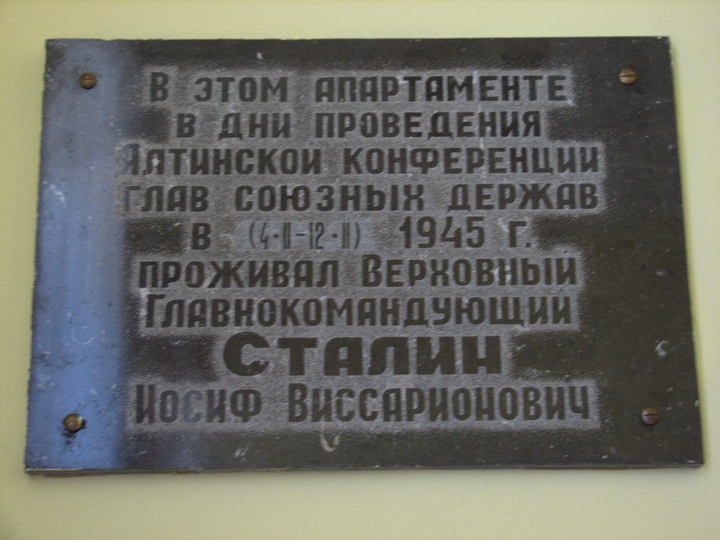 В ЭТОМ АПАРТАМЕНТЕ
В ДНИ ПРОВЕДЕНИЯ
ЯЛТИНСКОЙ КОНФЕРЕНЦИИ
ГЛАВ СОЮЗНЫХ ДЕРЖАВ
В (4·II–12·II) 1945 Г.
ПРОЖИВАЛ ВЕРХОВНЫЙ
ГЛАВНОКОМАНДУЮЩИЙ
СТАЛИН
ИОСИФ ВИССАРИОНОВИЧ